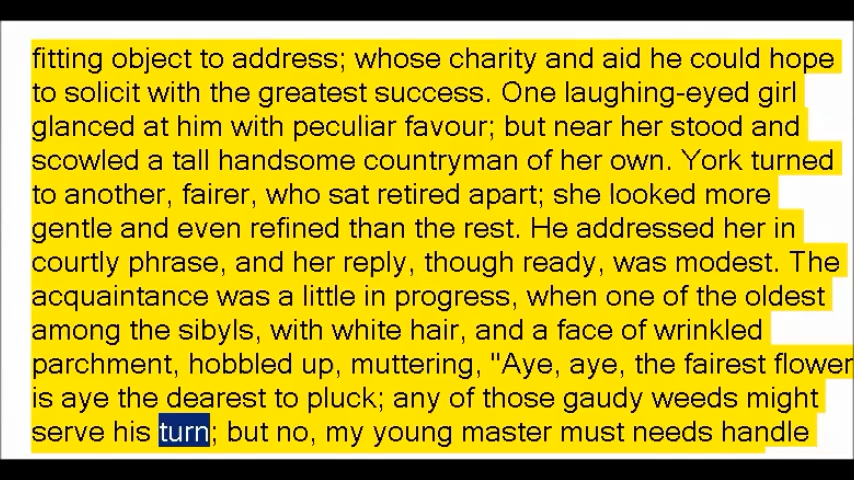 fitting object to address; whose charity and aid he could hope
to solicit with the greatest success. One laughing-eyed girl
glanced at him with peculiar favour; but near her stood and
scowled a tall handsome countryman of her own. York turned
to another, fairer, who sat retired apart; she looked more
gentle and even refined than the rest. He addressed her in
courtly phrase, and her reply, though ready, was modest. The
acquaintance was a little in progress, when one of the oldest
among the sibyls, with white hair, and a face of wrinkled
parchment, hobbled up, muttering, "Aye, aye, the fairest flower
is aye the dearest to pluck; any of those gaudy weeds might
serve his turn; but no, my young master must needs handle